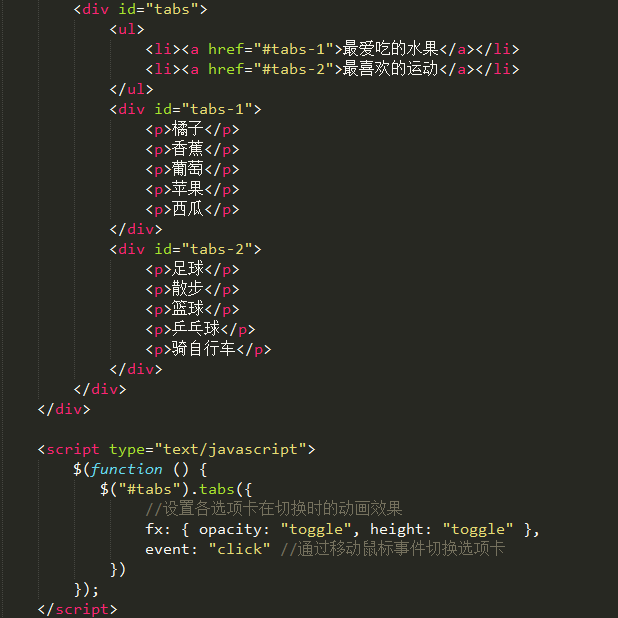 <div id="tabs">
<ul>
<li><a href="#tabs-1">最爱吃的水果</a></li>
<li><a href="#tabs-2">最喜欢的运动</a></li>
</ul>
<div id="tabs-1">
<p>橘子</p>
<p>香蕉</p>
<p>葡萄</p>
<p>苹果</p>
<p>西瓜</p>
</div>
<div id="tabs-2">
<p>足球</p>
<p>散步</p>
<p>篮球</p>
<p>乒乓球</p>
<p>骑自行车</p>
</div>
</div>
</div>
<script type="text/javascript">
$(function () {
$("#tabs").tabs({
//设置各选项卡在切换时的动画效果
fx: { opacity: "toggle", height: "toggle" },
event: "click" //通过移动鼠标事件切换选项卡
})
});
</script>